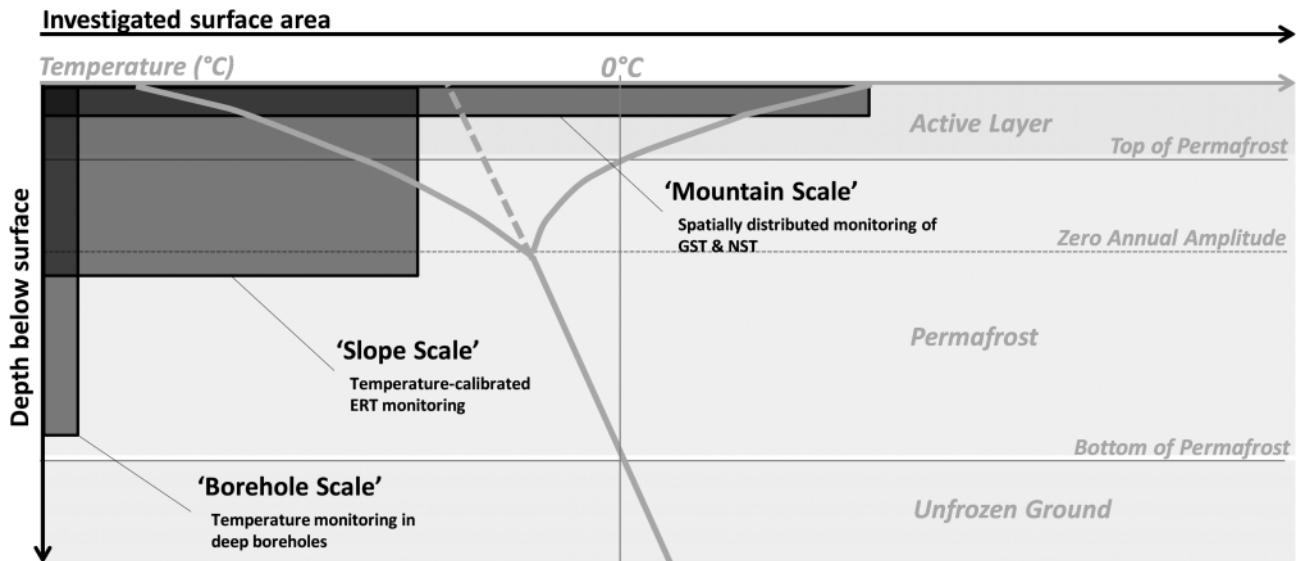 Investigated surface area
Temperature (°C)
0°C
Active Layer
Top of Permafrost
‘Mountain Scale’
Spatially distributed monitoring of
GST & NST
Zero Annual Amplitude
Depth below surface
Permafrost
‘Slope Scale’
Temperature-calibrated
ERT monitoring
Bottom of Permafrost
‘Borehole Scale’
Temperature monitoring in
deep boreholes
Unfrozen Ground